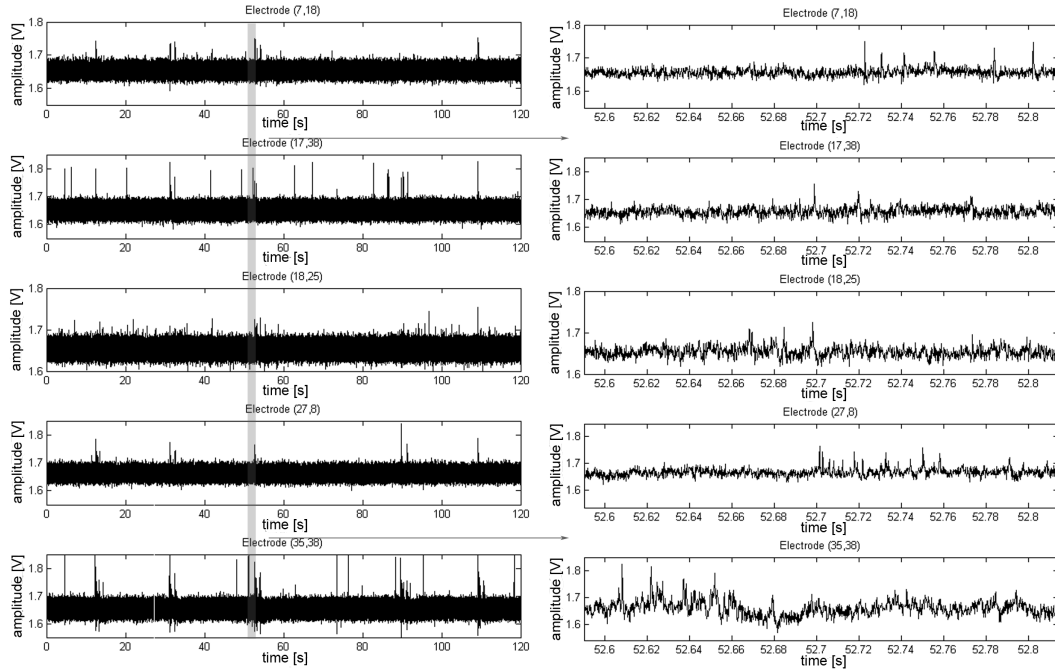 Electrode (7,18)
amplitude [V]
1.8
1.7
1.6
0 20 40 60 80 100 120
time [s]
Electrode (7,18)
amplitude [V]
1.8
1.7
1.6
52.6 52.62 52.64 52.66 52.68 52.7 52.72 52.74 52.76 52.78 52.8
time [s]
Electrode (17,38)
amplitude [V]
1.8
1.7
1.6
0 20 40 60 80 100 120
time [s]
Electrode (17,38)
amplitude [V]
1.8
1.7
1.6
52.6 52.62 52.64 52.66 52.68 52.7 52.72 52.74 52.76 52.78 52.8
time [s]
Electrode (18,25)
amplitude [V]
1.8
1.7
1.6
0 20 40 60 80 100 120
time [s]
Electrode (18,25)
amplitude [V]
1.8
1.7
1.6
52.6 52.62 52.64 52.66 52.68 52.7 52.72 52.74 52.76 52.78 52.8
time [s]
Electrode (27,8)
amplitude [V]
1.8
1.7
1.6
0 20 40 60 80 100 120
time [s]
Electrode (27,8)
amplitude [V]
1.8
1.7
1.6
52.6 52.62 52.64 52.66 52.68 52.7 52.72 52.74 52.76 52.78 52.8
time [s]
Electrode (35,38)
amplitude [V]
1.8
1.7
1.6
0 20 40 60 80 100 120
time [s]
Electrode (35,38)
amplitude [V]
1.8
1.7
1.6
52.6 52.62 52.64 52.66 52.68 52.7 52.72 52.74 52.76 52.78 52.8
time [s]